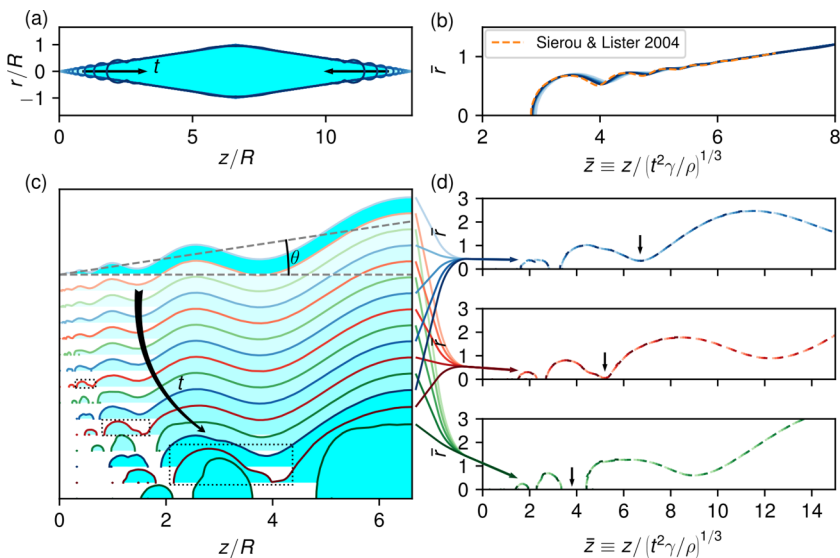 (a)
r/R
1
0
−1
t
0
5
10
z/R
(b)
r̄
1
0
Sierou & Lister 2004
2
4
6
8
z̄ ≡ z/(t²γ/ρ)^{1/3}
(c)
θ
t
0
2
4
6
z/R
(d)
r̄
3
2
1
0
r̄
3
2
1
0
r̄
3
2
1
0
0
2
4
6
8
10
12
14
z̄ ≡ z/(t²γ/ρ)^{1/3}